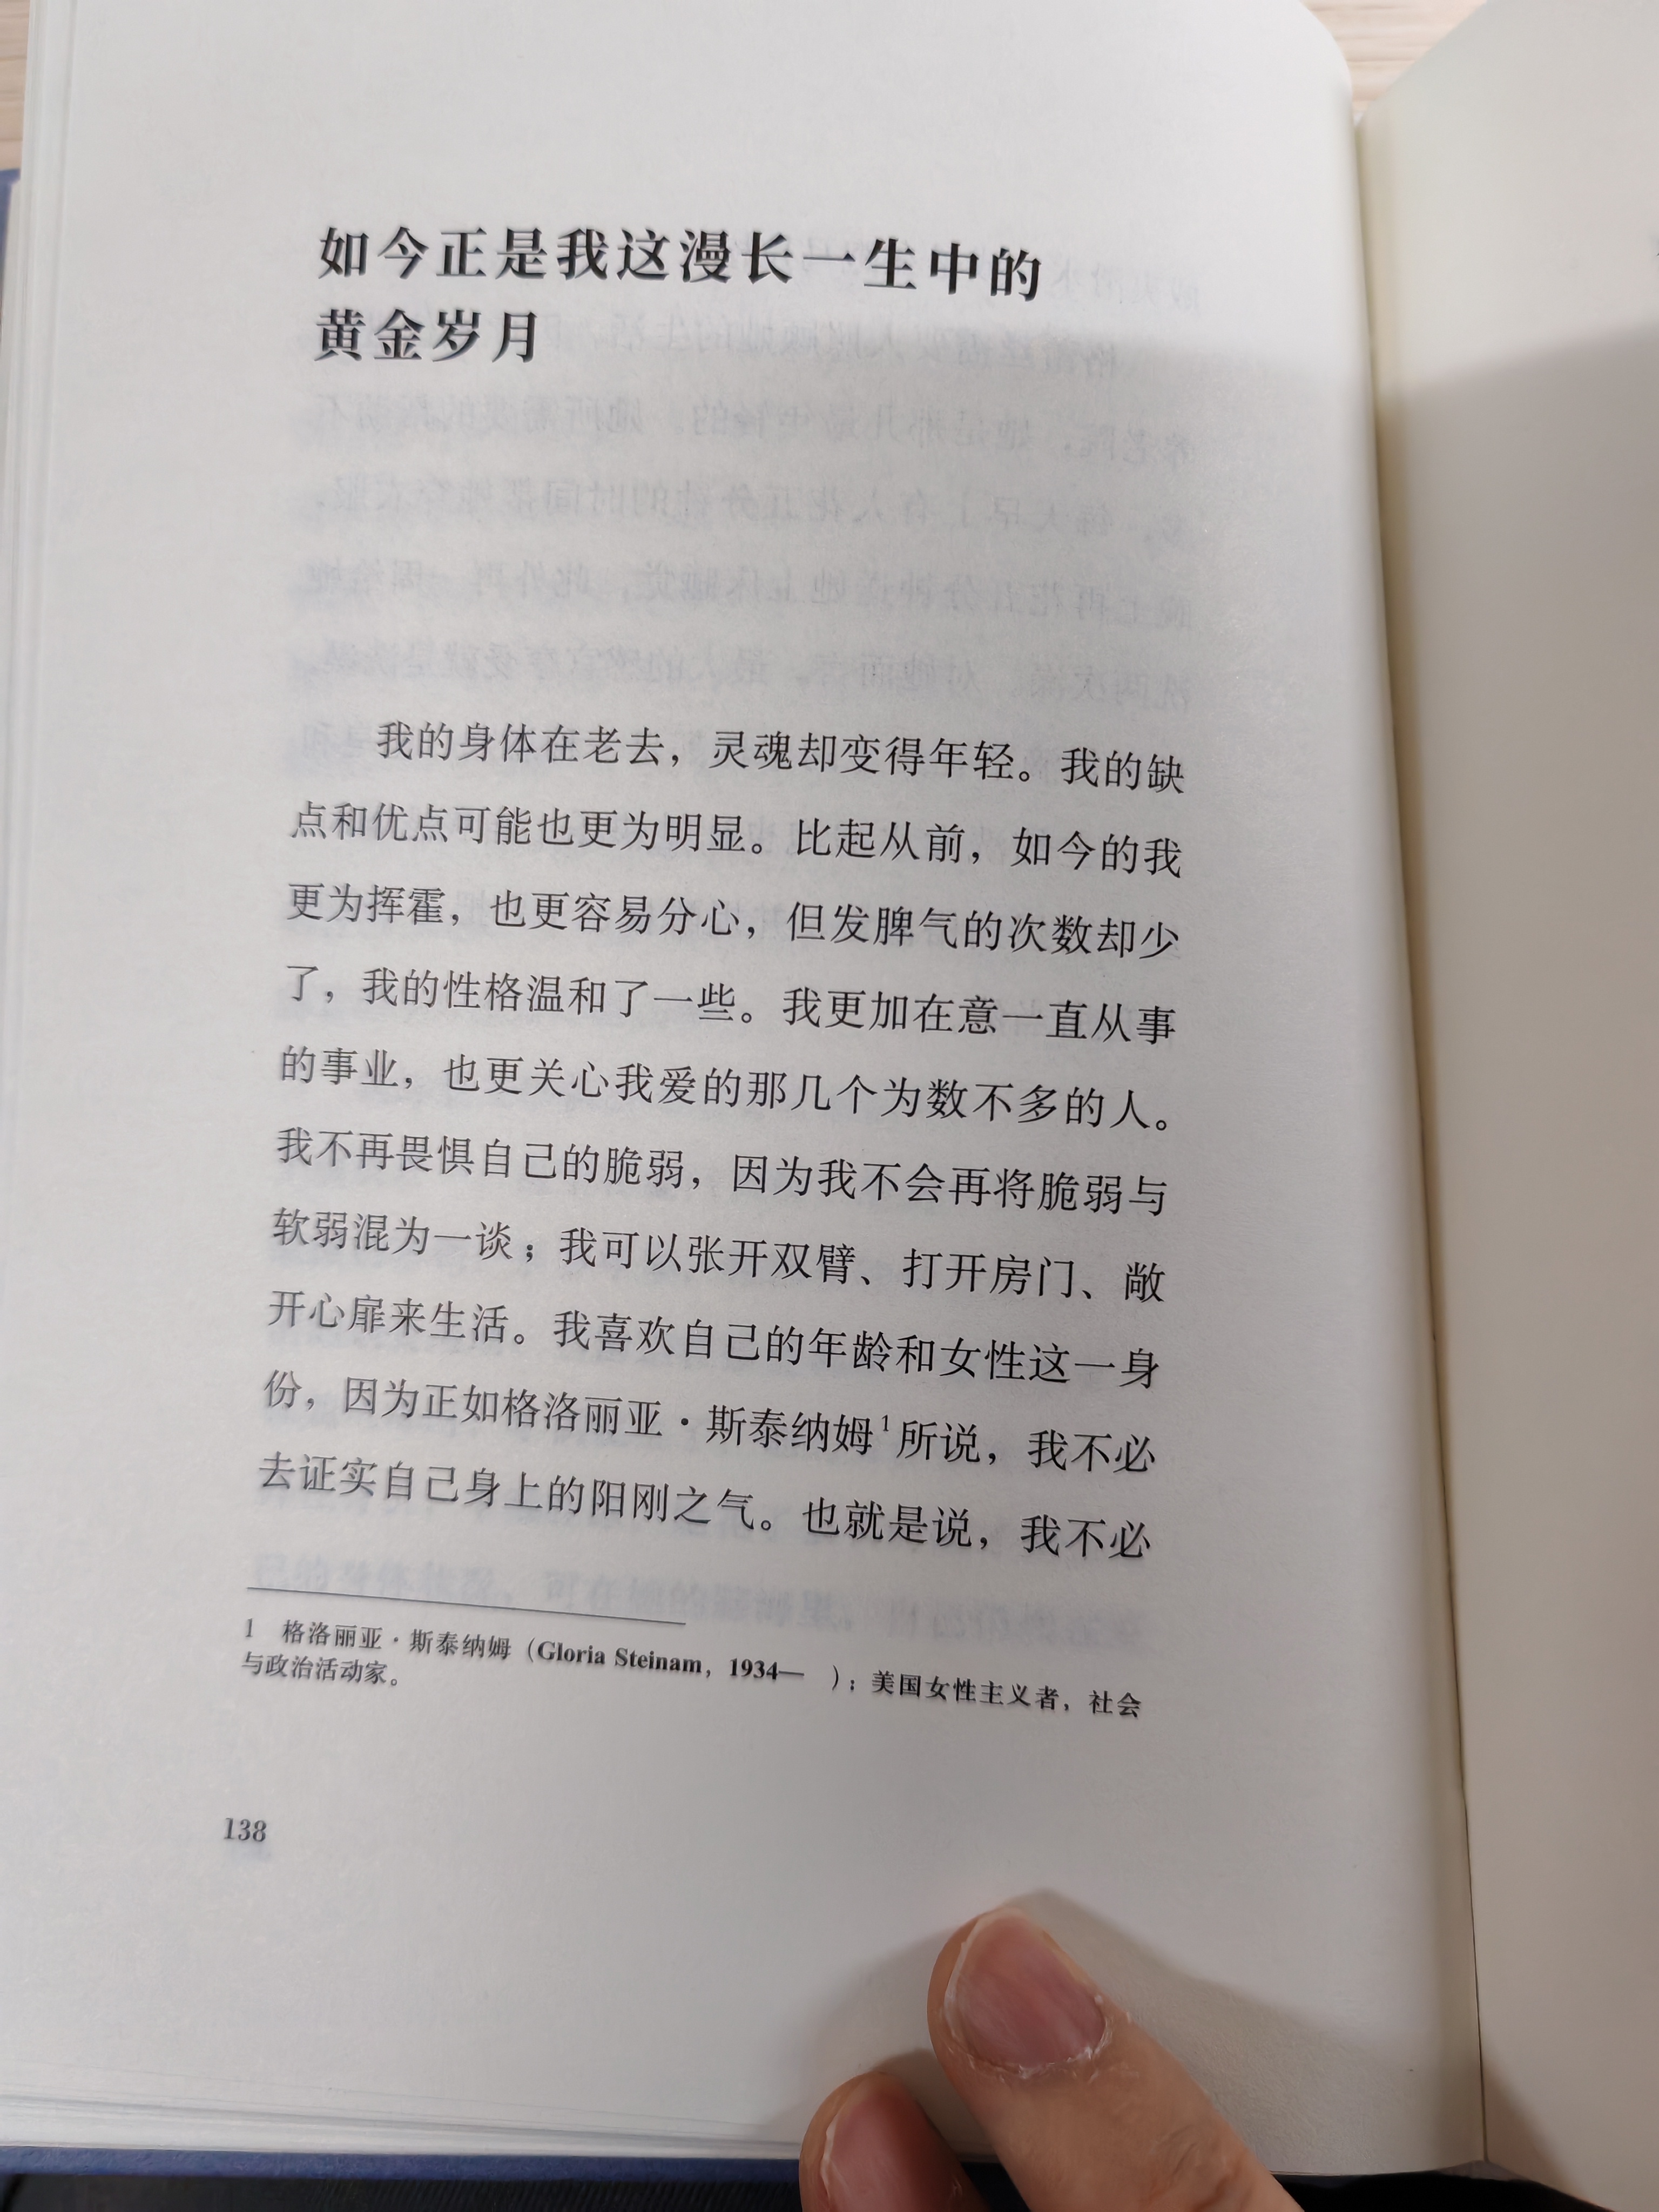 如今正是我这漫长一生中的
黄金岁月
我的身体在老去，灵魂却变得年轻。我的缺
点和优点可能也更为明显。比起从前，如今的我
更为挥霍，也更容易分心，但发脾气的次数却少
了，我的性格温和了一些。我更加在意一直从事
的事业，也更关心我爱的那几个为数不多的人。
我不再畏惧自己的脆弱，因为我不会再将脆弱与
软弱混为一谈；我可以张开双臂、打开房门、敞
开心扉来生活。我喜欢自己的年龄和女性这一身
份，因为正如格洛丽亚·斯泰纳姆1所说，我不必
去证实自己身上的阳刚之气。也就是说，我不必
1 格洛丽亚·斯泰纳姆（Gloria Steinam，1934— ）：美国女性主义者，社会
与政治活动家。
138